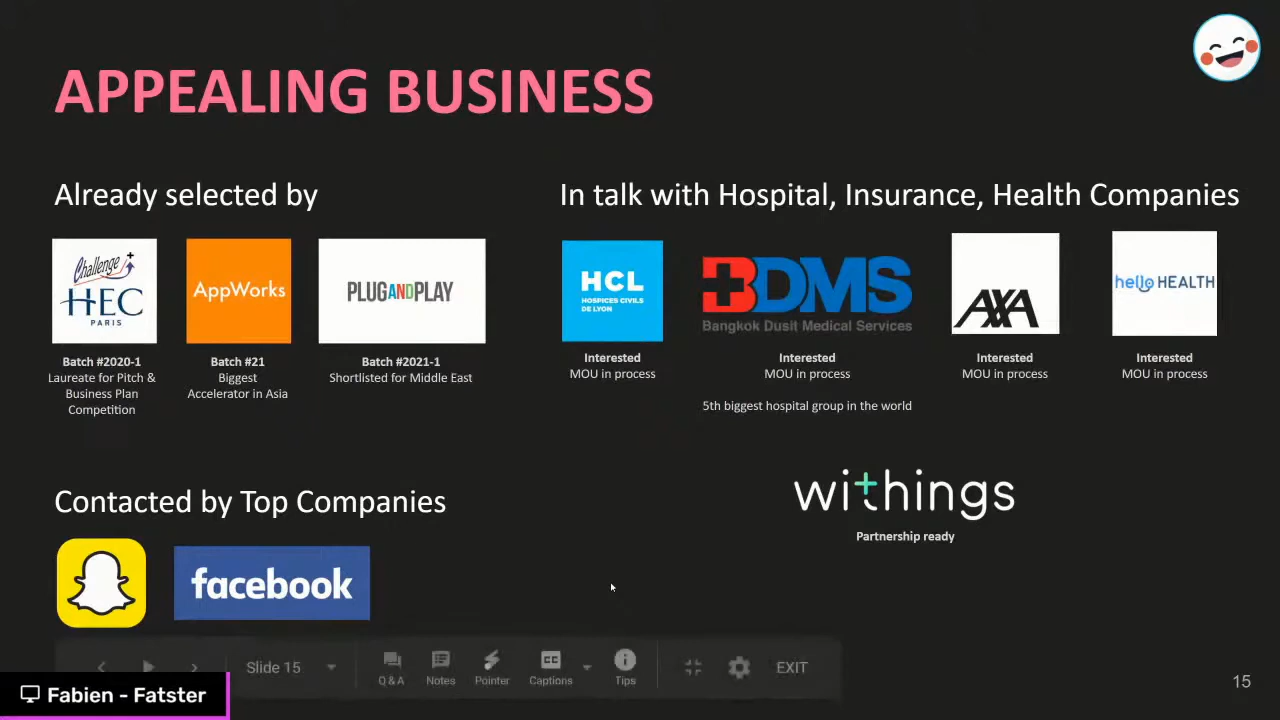 APPEALING BUSINESS
Already selected by
Challenge +
HEC
PARIS
Batch #2020-1
Laureate for Pitch &
Business Plan
Competition
AppWorks
Batch #21
Biggest
Accelerator in Asia
PLUGANDPLAY
Batch #2021-1
Shortlisted for Middle East
In talk with Hospital, Insurance, Health Companies
HCL
HOSPICES CIVILS
DE LYON
Interested
MOU in process
BDMS
Bangkok Dusit Medical Services
Interested
MOU in process
5th biggest hospital group in the world
AXA
Interested
MOU in process
hello HEALTH
Interested
MOU in process
withings
Partnership ready
Contacted by Top Companies
facebook
Slide 15
Q & A
Notes
Pointer
CC
Captions
Tips
EXIT
Fabien - Fatster
15